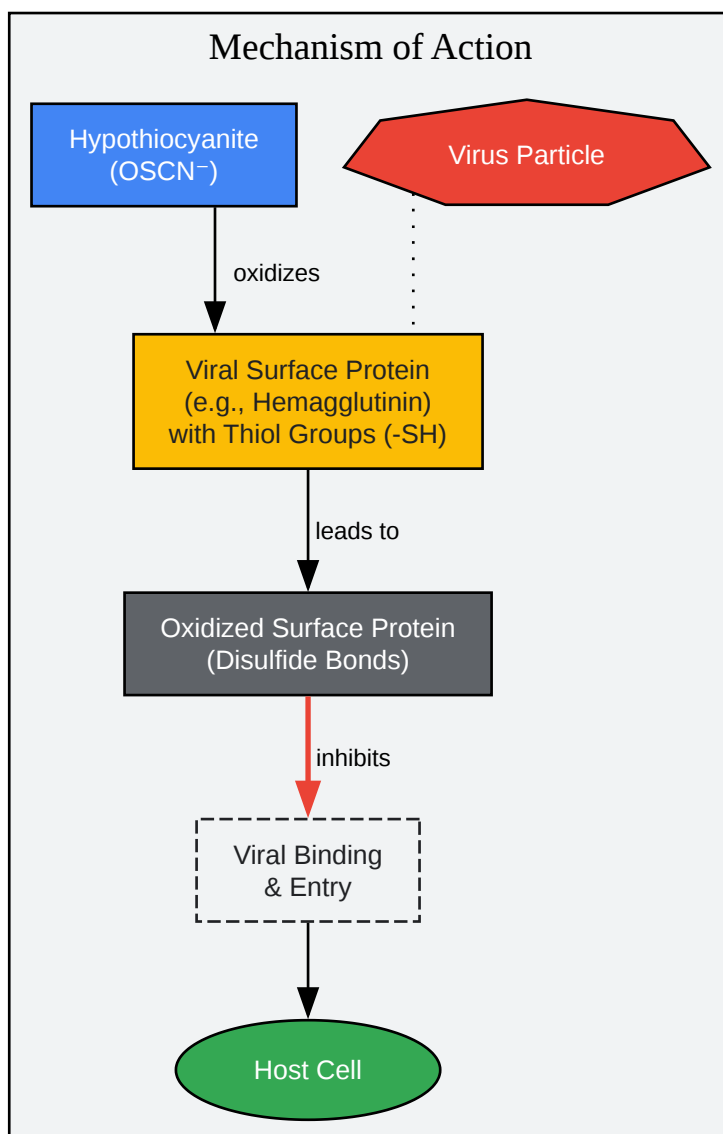 Mechanism of Action
Hypothiocyanite
(OSCN⁻)
Virus Particle
oxidizes
Viral Surface Protein
(e.g., Hemagglutinin)
with Thiol Groups (-SH)
leads to
Oxidized Surface Protein
(Disulfide Bonds)
inhibits
Viral Binding
& Entry
Host Cell